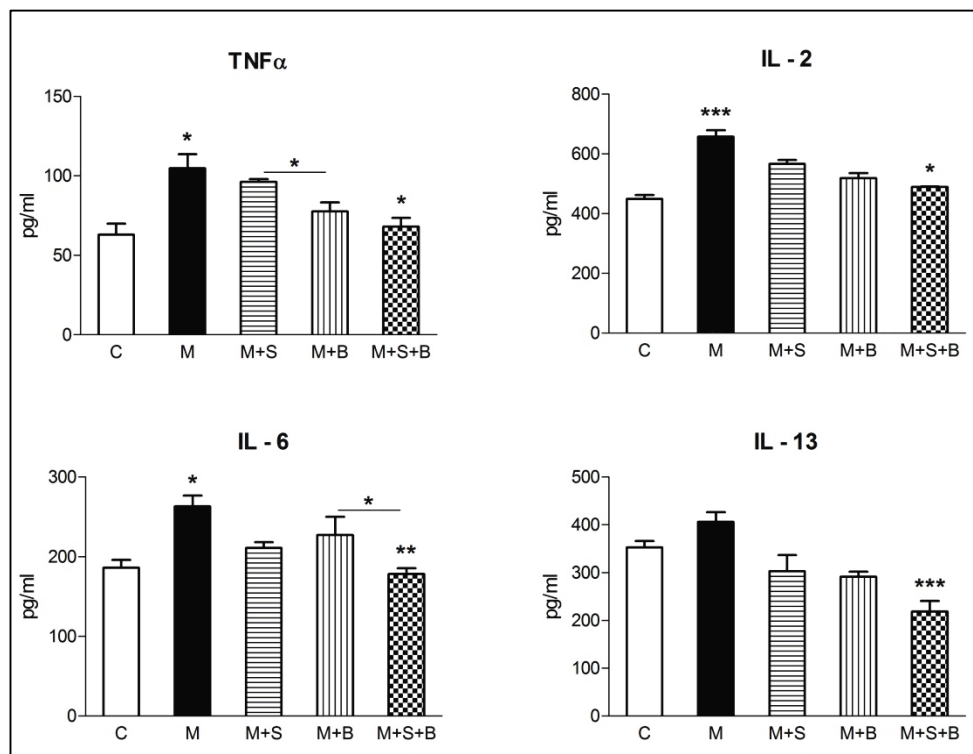 TNFα
150
100
50
0
pg/ml
*
*
*
C M M+S M+B M+S+B
IL - 2
800
600
400
200
0
pg/ml
***
*
C M M+S M+B M+S+B
IL - 6
300
200
100
0
pg/ml
*
*
**
C M M+S M+B M+S+B
IL - 13
500
400
300
200
100
0
pg/ml
***
C M M+S M+B M+S+B